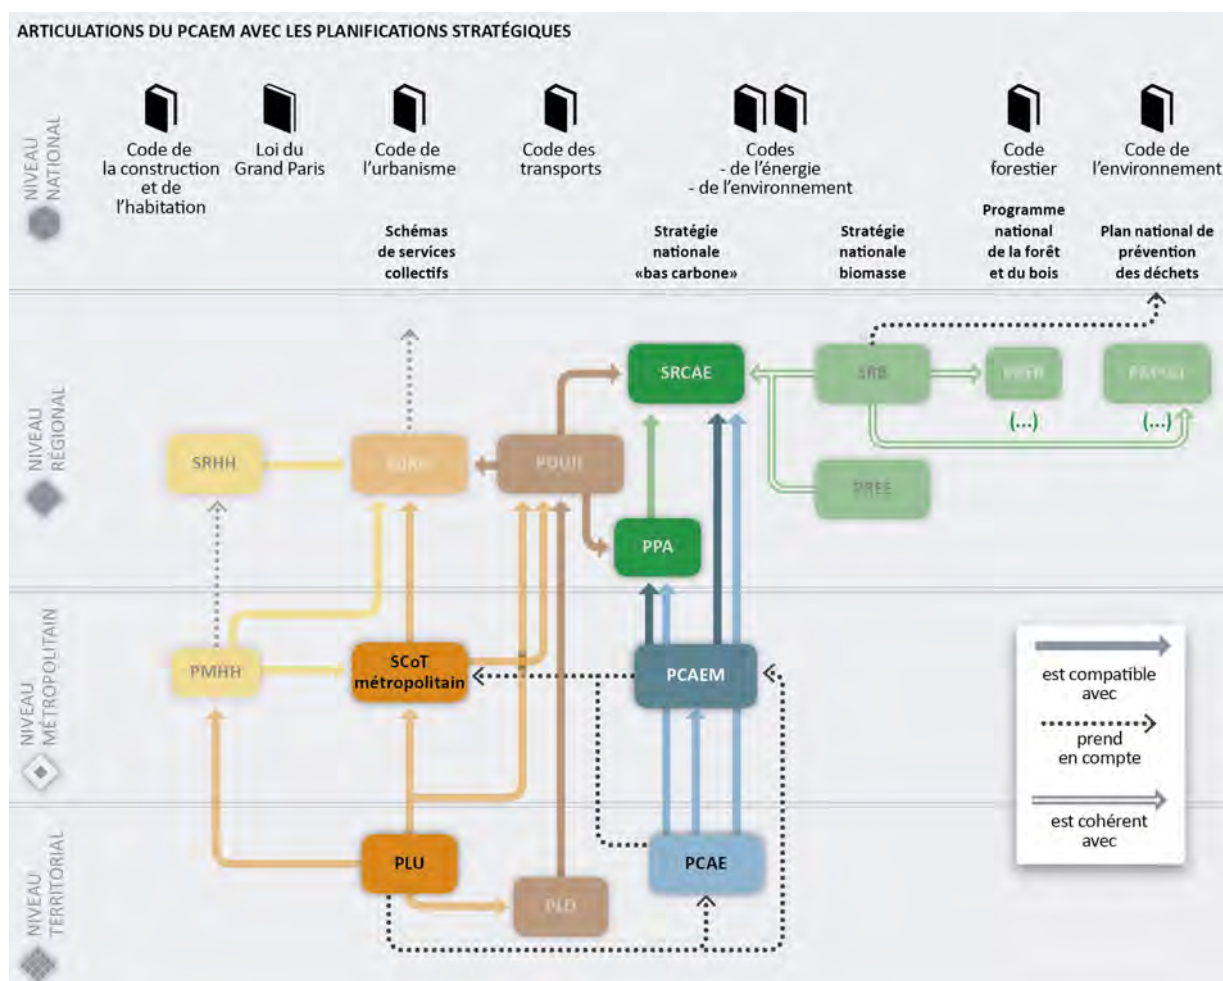 ARTICULATIONS DU PCAEM AVEC LES PLANIFICATIONS STRATÉGIQUES
NIVEAU
NATIONAL
Code de
la construction
et de
l'habitation
Loi du
Grand Paris
Code de
l'urbanisme
Code des
transports
Codes
- de l'énergie
- de l'environnement
Code
forestier
Code de
l'environnement
Schémas
de services
collectifs
Stratégie
nationale
«bas carbone»
Stratégie
nationale
biomasse
Programme
national
de la forêt
et du bois
Plan national de
prévention
des déchets
NIVEAU
RÉGIONAL
SRCAE
SRB
(...)
(...)
SRHH
PDUIF
PREE
PPA
NIVEAU
MÉTROPOLITAIN
PMHH
SCoT
métropolitain
PCAEM
NIVEAU
TERRITORIAL
PLU
PCAE
PLD
est compatible
avec
prend
en compte
est cohérent
avec